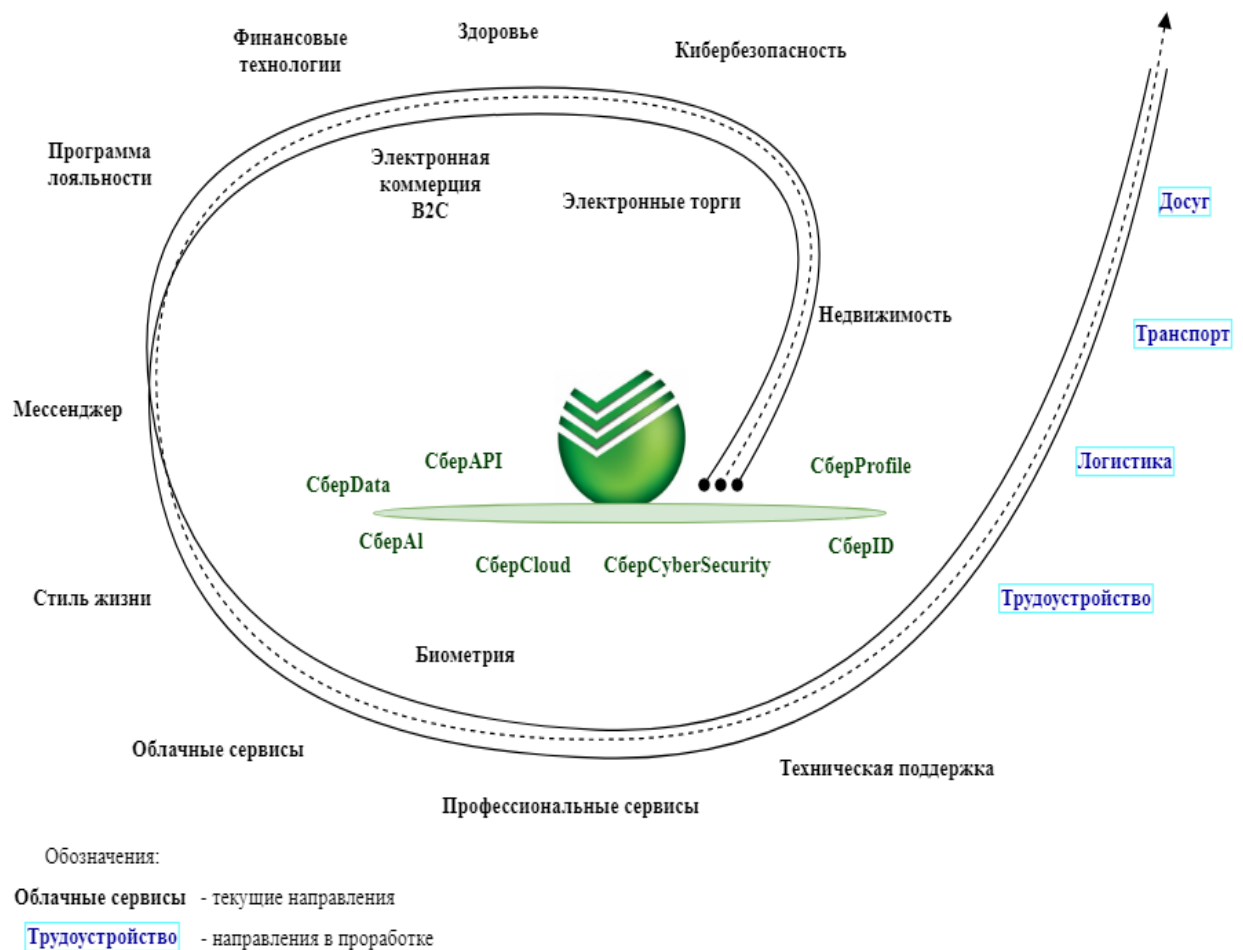 Финансовые
технологии
Здоровье
Кибербезопасность
Программа
лояльности
Электронная
коммерция
B2C
Электронные торги
Досуг
Недвижимость
Транспорт
Мессенджер
СберAPI
СберProfile
Логистика
СберData
СберAl
СберCloud
СберCyberSecurity
СберID
Стиль жизни
Трудоустройство
Биометрия
Облачные сервисы
Техническая поддержка
Профессиональные сервисы
Обозначения:
Облачные сервисы - текущие направления
Трудоустройство - направления в проработке